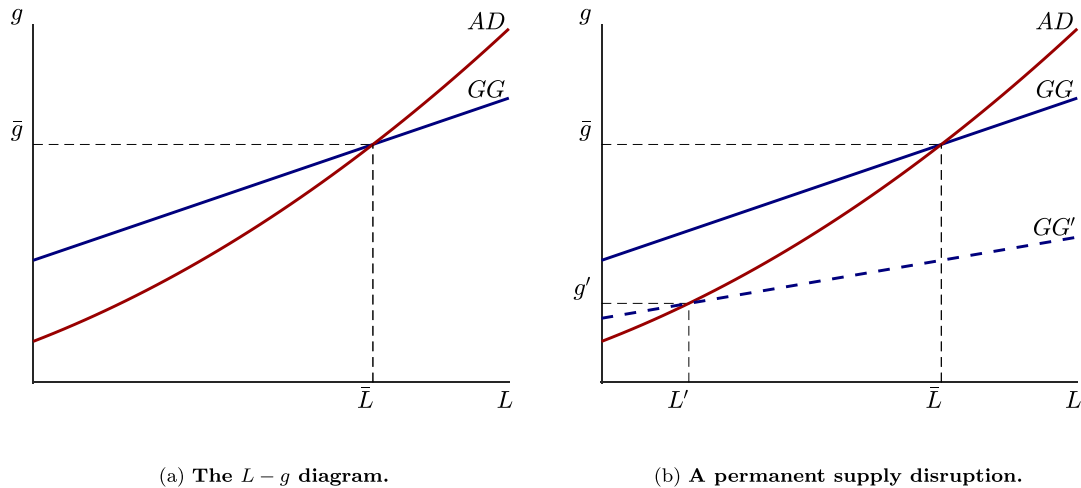 g
AD
GG
ḡ
L̄
L
(a) The L − g diagram.
g
AD
GG
ḡ
GG′
g′
L′
L̄
L
(b) A permanent supply disruption.